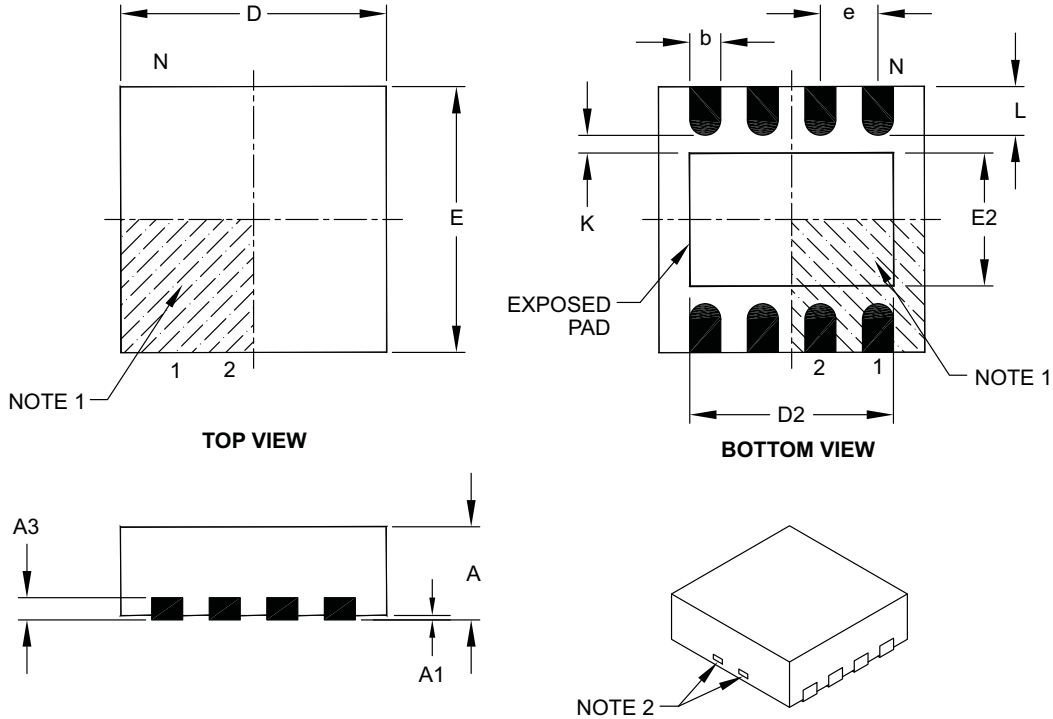 D
N
E
1 2
NOTE 1
TOP VIEW
e
b
N
L
K
E2
EXPOSED
PAD
2 1
NOTE 1
D2
BOTTOM VIEW
A3
A
A1
NOTE 2